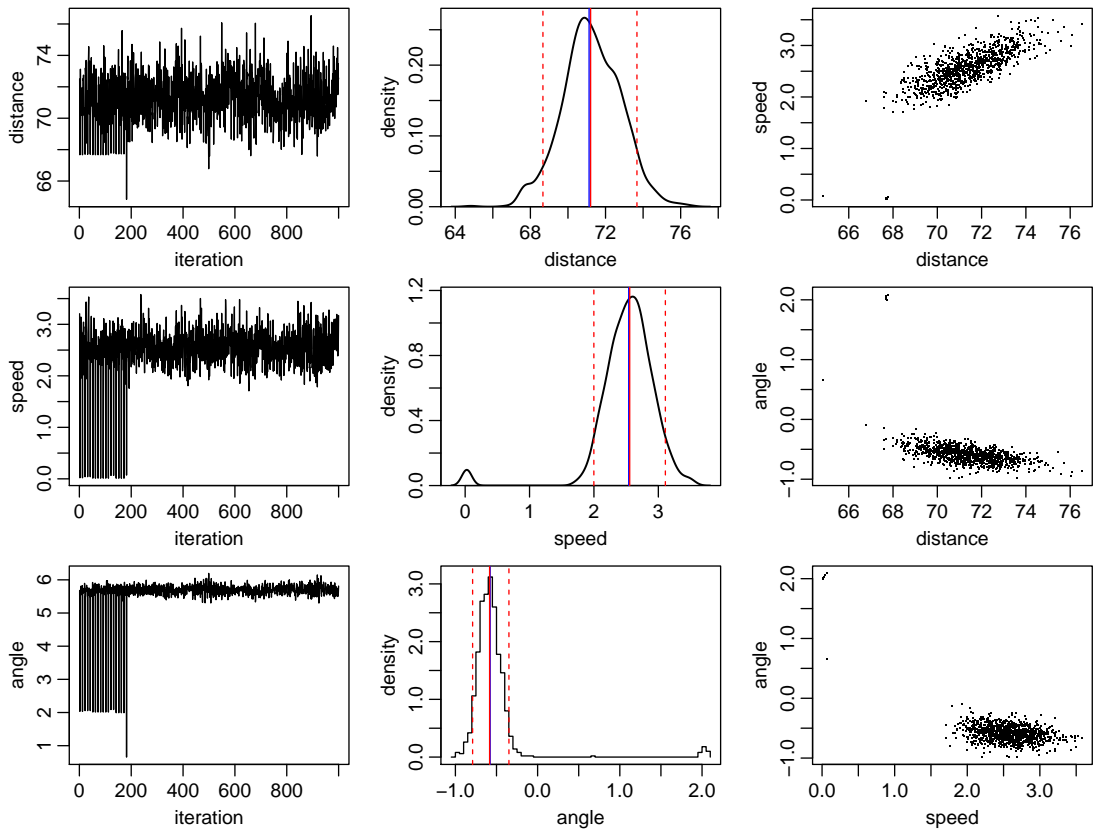 distance
66
70
74
0 200 400 600 800
iteration
density
0.00
0.10
0.20
64 68 72 76
distance
speed
0.0
1.0
2.0
3.0
66 68 70 72 74 76
distance
speed
0.0
1.0
2.0
3.0
0 200 400 600 800
iteration
density
0.0
0.4
0.8
1.2
0 1 2 3
speed
angle
−1.0
0.0
1.0
2.0
66 68 70 72 74 76
distance
angle
1
2
3
4
5
6
0 200 400 600 800
iteration
density
0.0
1.0
2.0
3.0
−1.0 0.0 1.0 2.0
angle
angle
−1.0
0.0
1.0
2.0
0.0 1.0 2.0 3.0
speed